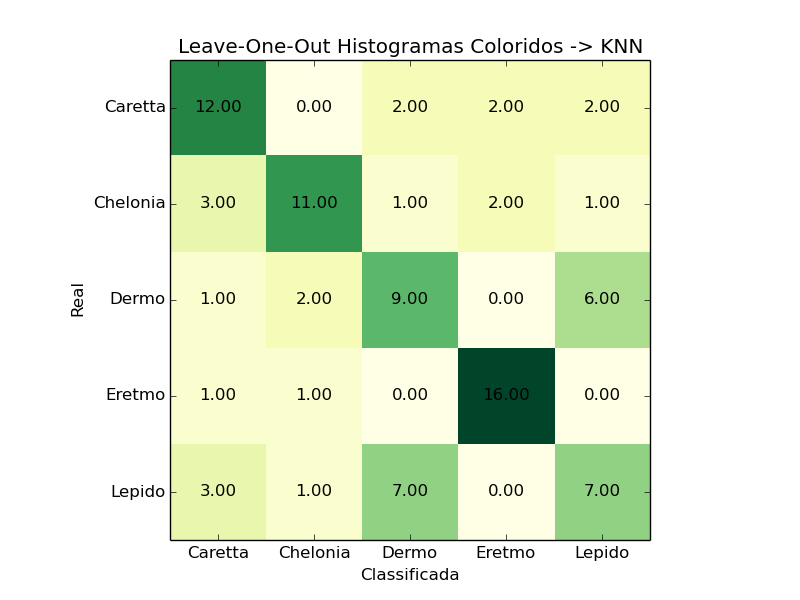 Leave-One-Out Histogramas Coloridos -> KNN
Caretta 12.00 0.00 2.00 2.00 2.00
Chelonia 3.00 11.00 1.00 2.00 1.00
Real
Dermo 1.00 2.00 9.00 0.00 6.00
Eretmo 1.00 1.00 0.00 16.00 0.00
Lepido 3.00 1.00 7.00 0.00 7.00
Caretta Chelonia Dermo Eretmo Lepido
Classificada